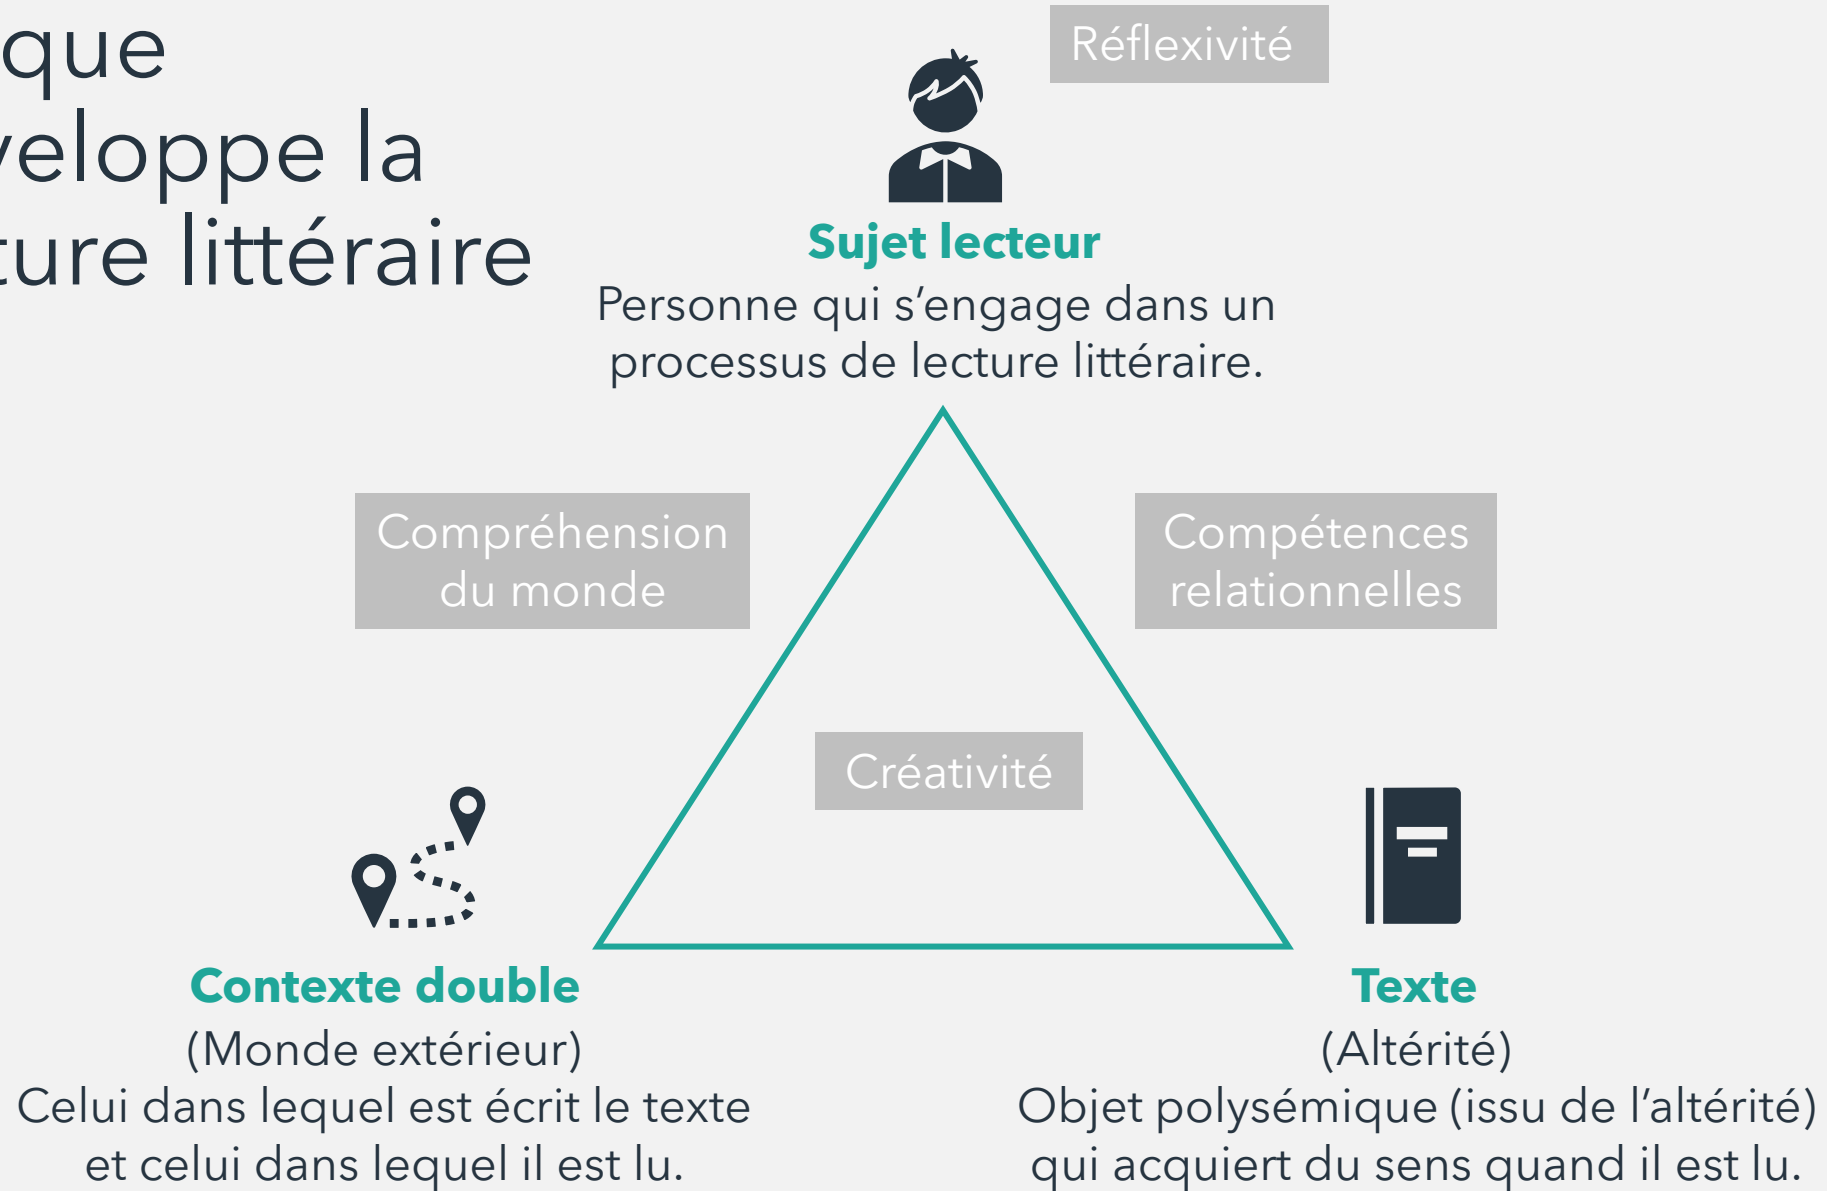 que
veloppe la
ture littéraire
Réflexivité
Sujet lecteur
Personne qui s’engage dans un
processus de lecture littéraire.
Compréhension
du monde
Compétences
relationnelles
Créativité
Contexte double
(Monde extérieur)
Celui dans lequel est écrit le texte
et celui dans lequel il est lu.
Texte
(Altérité)
Objet polysémique (issu de l’altérité)
qui acquiert du sens quand il est lu.